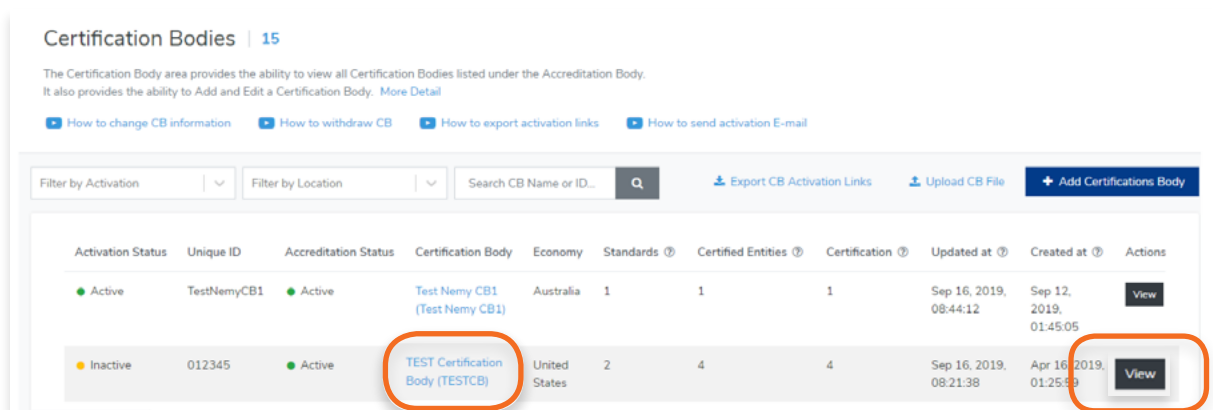 Certification Bodies | 15
The Certification Body area provides the ability to view all Certification Bodies listed under the Accreditation Body.
It also provides the ability to Add and Edit a Certification Body. More Detail
How to change CB information How to withdraw CB How to export activation links How to send activation E-mail
Filter by Activation Filter by Location Search CB Name or ID... Export CB Activation Links Upload CB File + Add Certifications Body
Activation Status Unique ID Accreditation Status Certification Body Economy Standards ? Certified Entities ? Certification ? Updated at ? Created at ? Actions
Active TestNemyCB1 Active Test Nemy CB1 Australia 1 1 1 Sep 16, 2019, Sep 12, View
(Test Nemy CB1) 08:44:12 2019,
01:45:05
Inactive 012345 Active TEST Certification United 2 4 4 Sep 16, 2019, Apr 16, 2019, View
Body (TESTCB) States 08:21:38 01:25:59